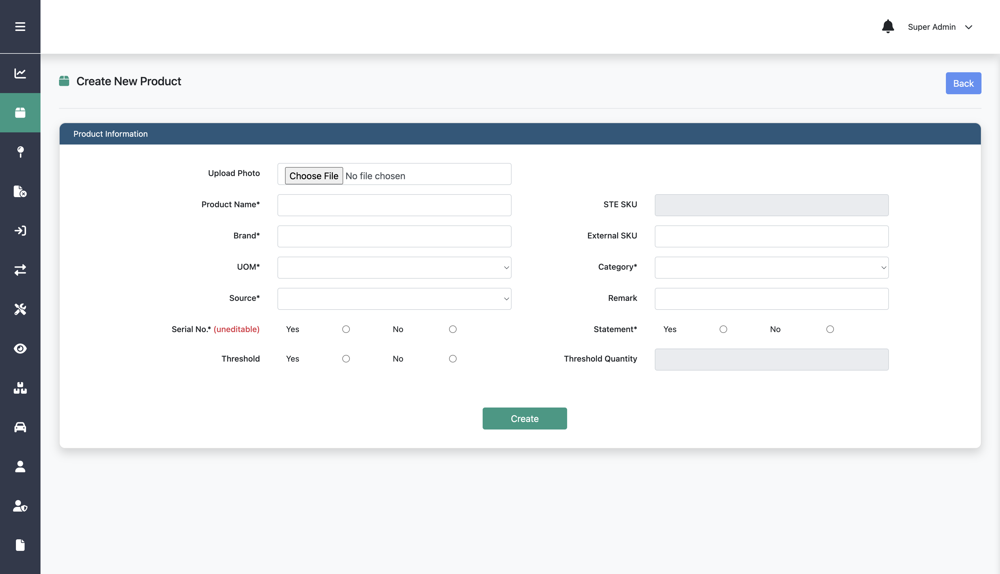 Super Admin
Create New Product
Back
Product Information
Upload Photo Choose File No file chosen
Product Name* STE SKU
Brand* External SKU
UOM* Category*
Source* Remark
Serial No.* (uneditable) Yes No Statement* Yes No
Threshold Yes No Threshold Quantity
Create